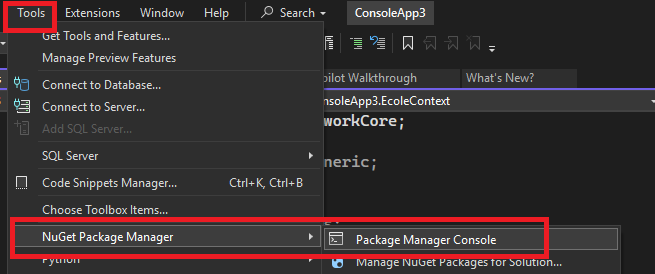 Tools Extensions Window Help Search ConsoleApp3
Get Tools and Features...
Manage Preview Features
pilot Walkthrough What's New?
Connect to Database...
nsoleApp3.EcoleContext
Connect to Server...
workCore;
Add SQL Server
SQL Server
neric;
Code Snippets Manager... Ctrl+K, Ctrl+B
Choose Toolbox Items...
NuGet Package Manager
Package Manager Console
Python
Manage NuGet Packages for Solution...